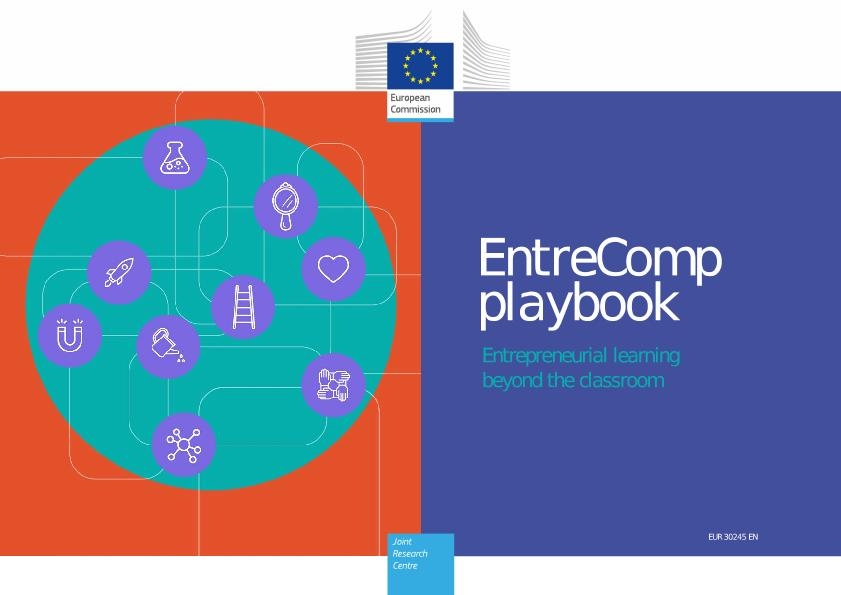 European
Commission
EntreComp
playbook
Entrepreneurial learning
beyond the classroom
EUR 30245 EN
Joint
Research
Centre